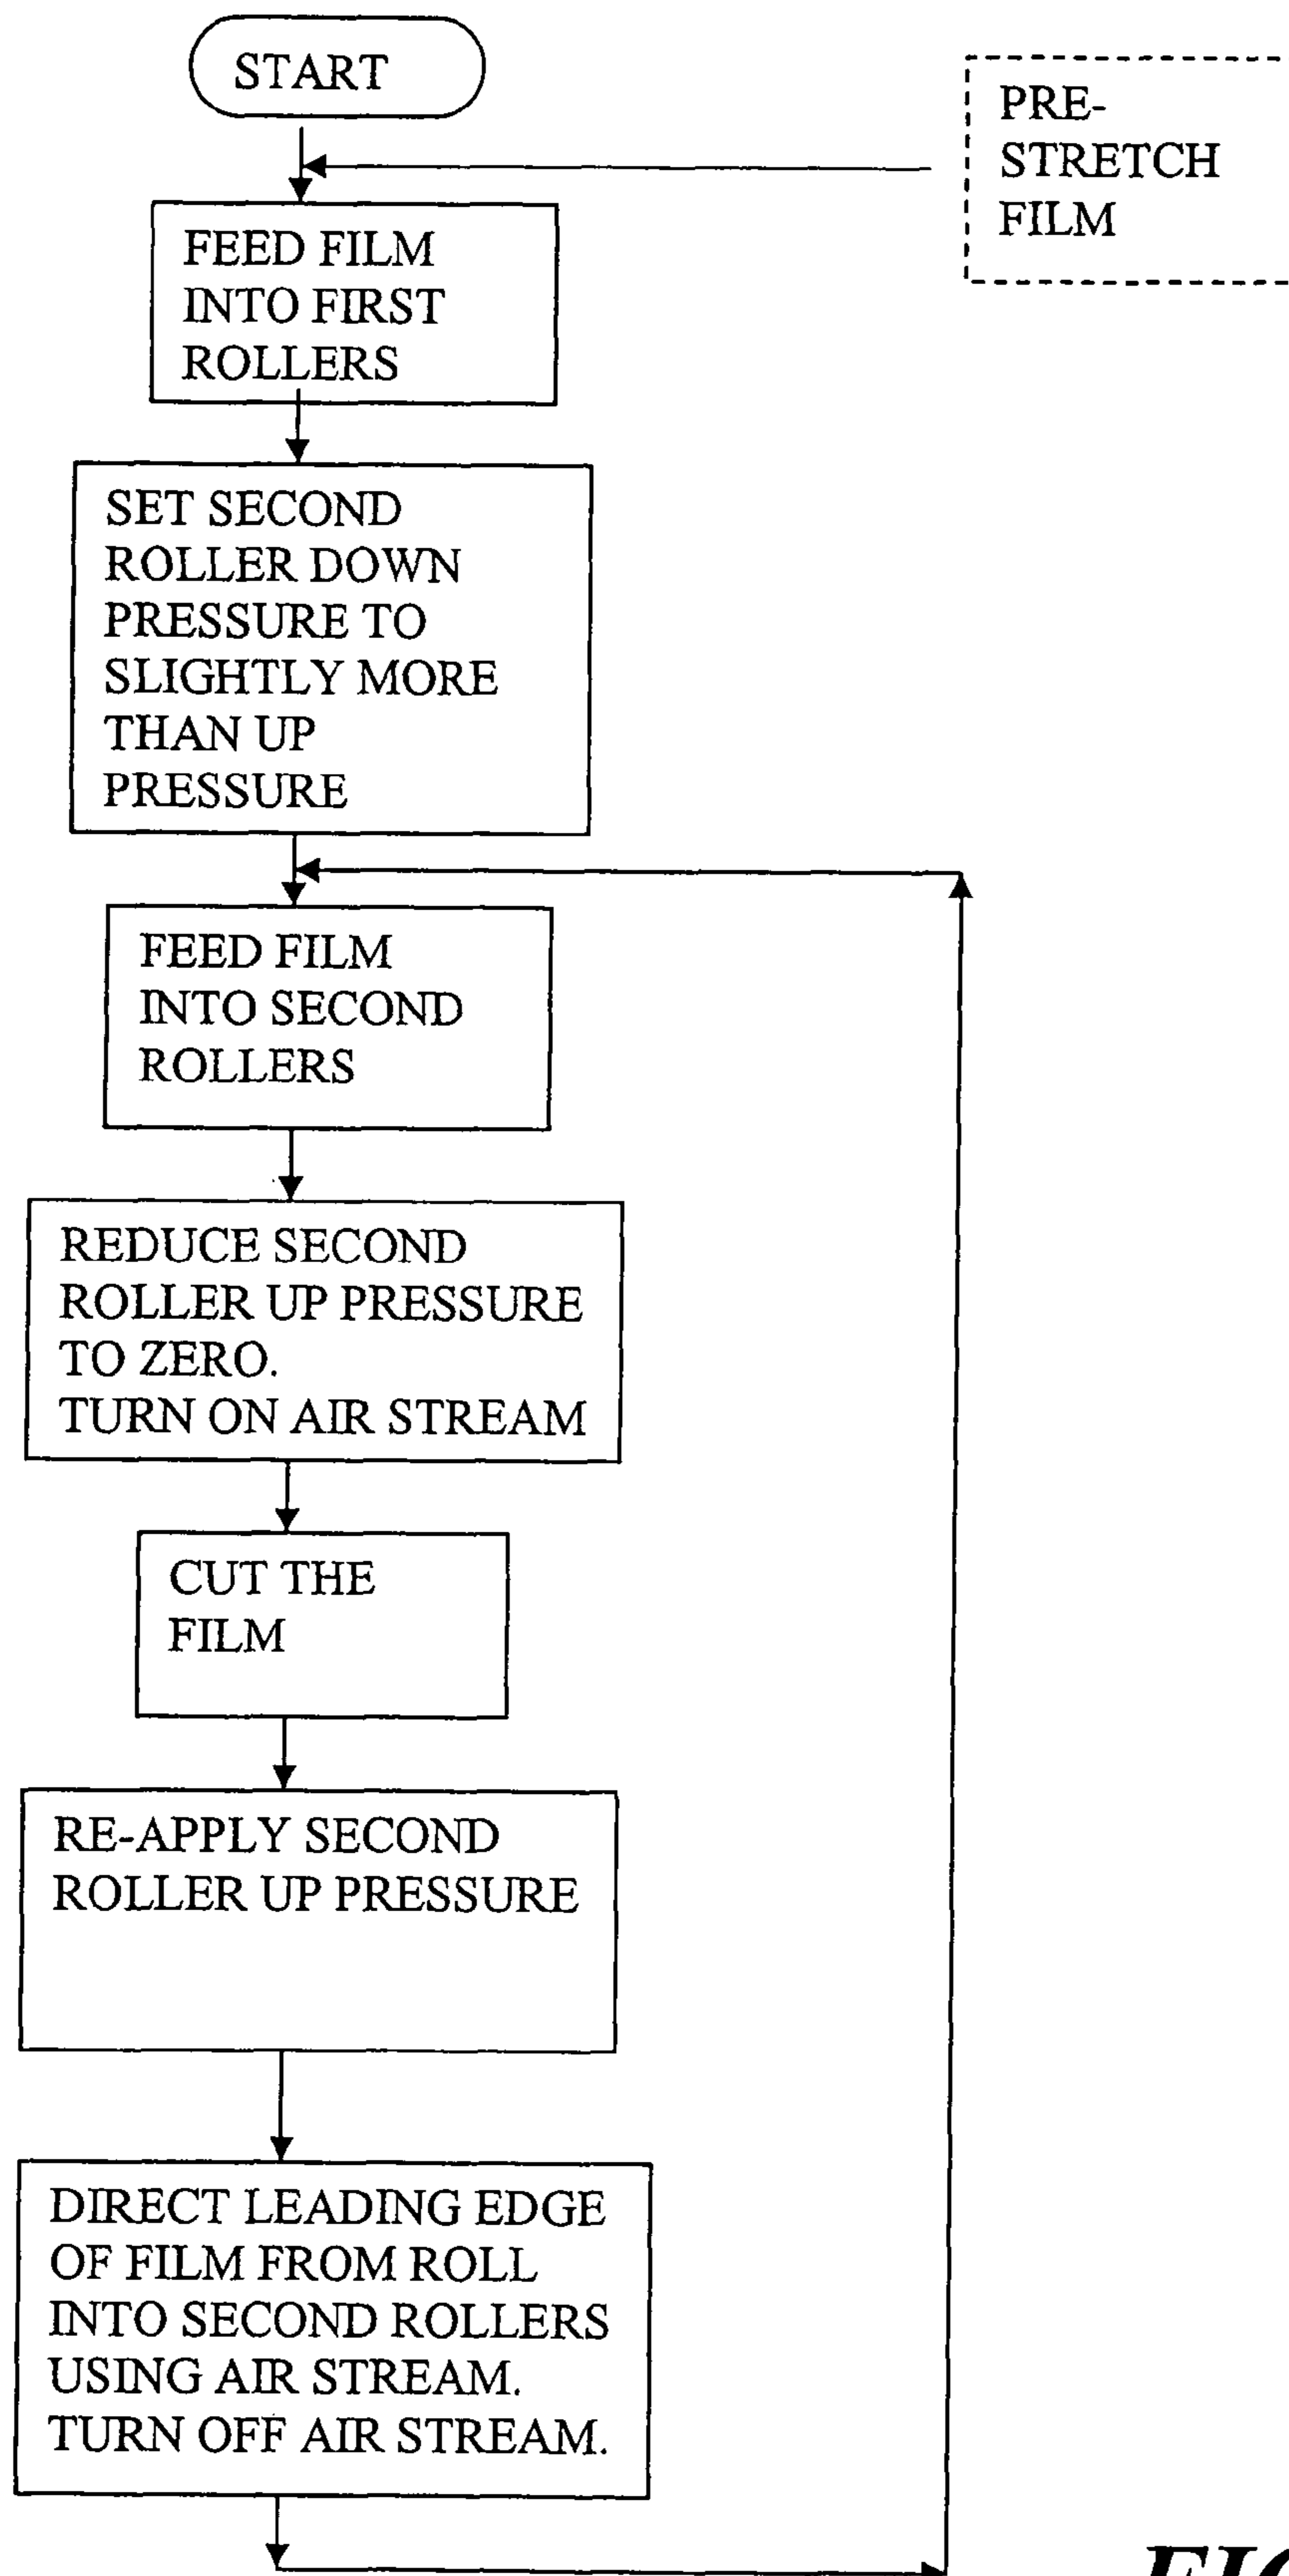 START
PRE-
STRETCH
FILM
FEED FILM
INTO FIRST
ROLLERS
SET SECOND
ROLLER DOWN
PRESSURE TO
SLIGHTLY MORE
THAN UP
PRESSURE
FEED FILM
INTO SECOND
ROLLERS
REDUCE SECOND
ROLLER UP PRESSURE
TO ZERO.
TURN ON AIR STREAM
CUT THE
FILM
RE-APPLY SECOND
ROLLER UP PRESSURE
DIRECT LEADING EDGE
OF FILM FROM ROLL
INTO SECOND ROLLERS
USING AIR STREAM.
TURN OFF AIR STREAM.